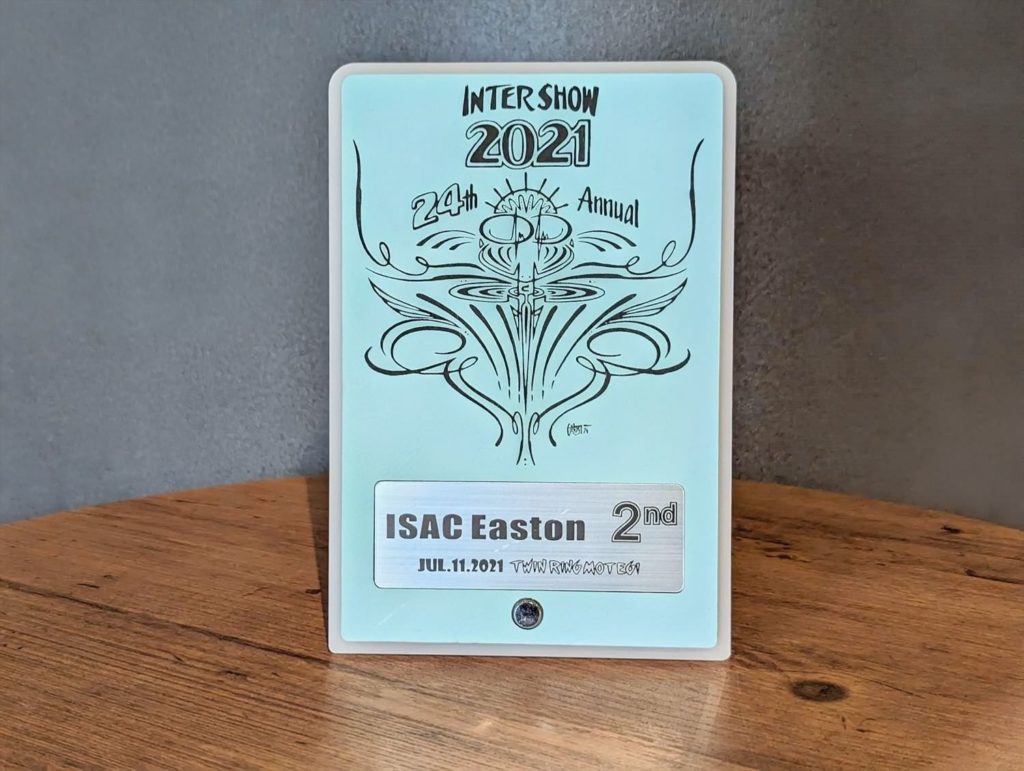 INTER SHOW
2021
24th Annual
ISAC Easton 2nd
JUL.11.2021 TWIN RING MOTEGI